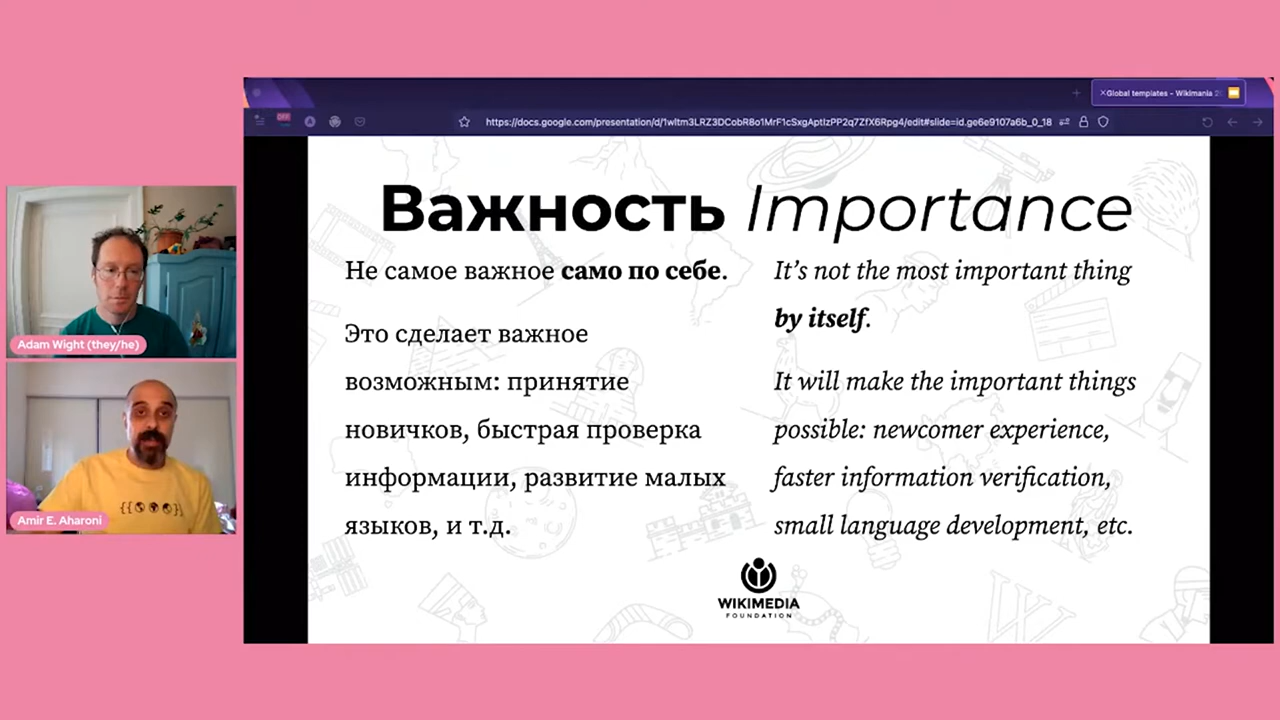 Global templates - Wikimania 2
https://docs.google.com/presentation/d/1wltm3LRZ3DCobR8o1MrF1cSxgAptIzPP2q7ZfX6Rpg4/edit#slide=id.ge6e9107a6b_0_18
Важность Importance
Не самое важное само по себе.
Это сделает важное
возможным: принятие
новичков, быстрая проверка
информации, развитие малых
языков, и т.д.
It’s not the most important thing
by itself.
It will make the important things
possible: newcomer experience,
faster information verification,
small language development, etc.
WIKIMEDIA
FOUNDATION
Adam Wight (they/he)
Amir E. Aharoni